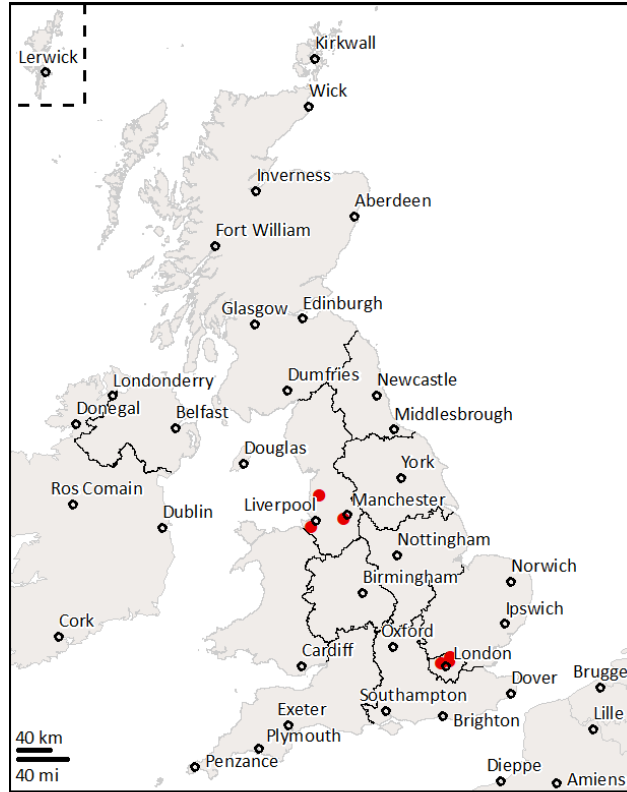 Kirkwall
Lerwick
Wick
Inverness
Aberdeen
Fort William
Glasgow
Edinburgh
Dumfries
Londonderry
Newcastle
Donegal
Belfast
Middlesbrough
Douglas
York
Ros Comain
Liverpool
Manchester
Dublin
Nottingham
Birmingham
Norwich
Ipswich
Cork
Oxford
London
Cardiff
Dover
Brugge
Southampton
Exeter
Brighton
Lille
Plymouth
40 km
Penzance
40 mi
Dieppe
Amiens